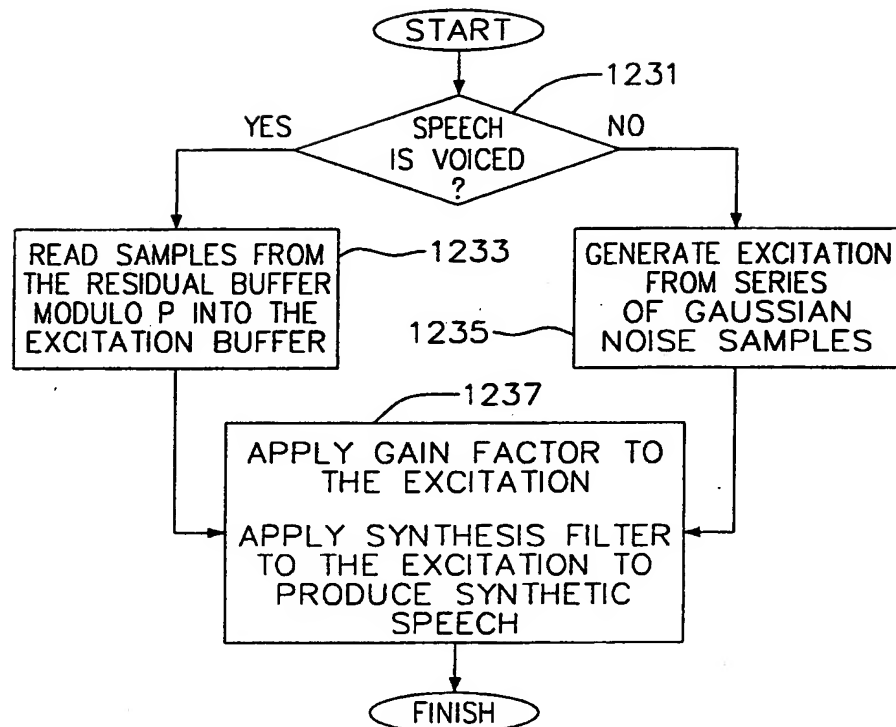 START
1231
YES
SPEECH
IS VOICED
?
NO
READ SAMPLES FROM
THE RESIDUAL BUFFER
MODULO P INTO THE
EXCITATION BUFFER
1233
GENERATE EXCITATION
FROM SERIES
OF GAUSSIAN
NOISE SAMPLES
1235
1237
APPLY GAIN FACTOR TO
THE EXCITATION
APPLY SYNTHESIS FILTER
TO THE EXCITATION TO
PRODUCE SYNTHETIC
SPEECH
FINISH